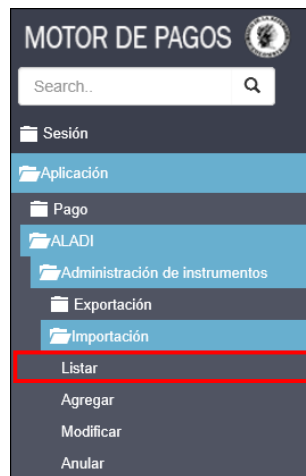 MOTOR DE PAGOS
Search..
Sesión
Aplicación
Pago
ALADI
Administración de instrumentos
Exportación
Importación
Listar
Agregar
Modificar
Anular